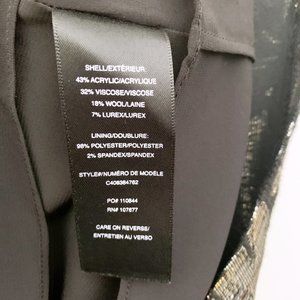 SHELL/EXTÉRIEUR
43% ACRYLIC/ACRYLIQUE
32% VISCOSE/VISCOSE
18% WOOL/LAINE
7% LUREX/LUREX
LINING/DOUBLURE:
98% POLYESTER/POLYESTER
2% SPANDEX/SPANDEX
STYLE#/NUMÉRO DE MODÈLE
C408364762
PO# 110844
RN# 107877
CARE ON REVERSE/
ENTRETIEN AU VERSO